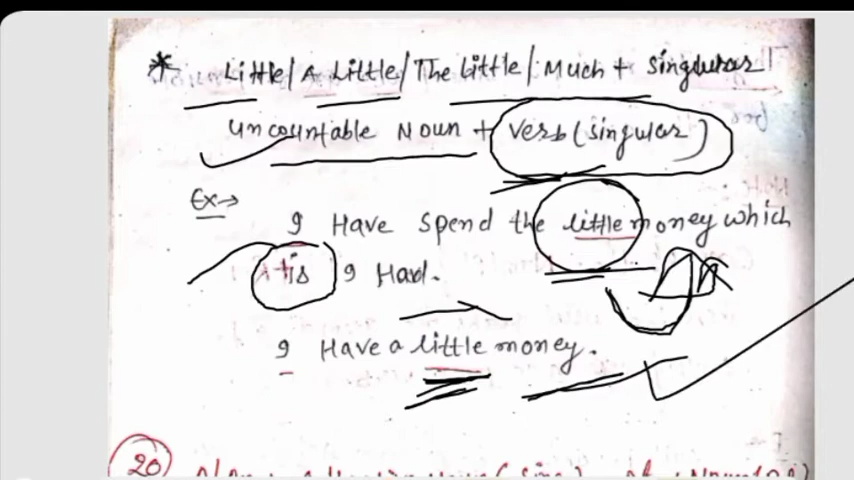 * Little/A Little/The Little/Much + singular
uncountable Noun + Verb (singular)
Ex→
I Have spend the little money which
is I Had.
I Have a little money.
20